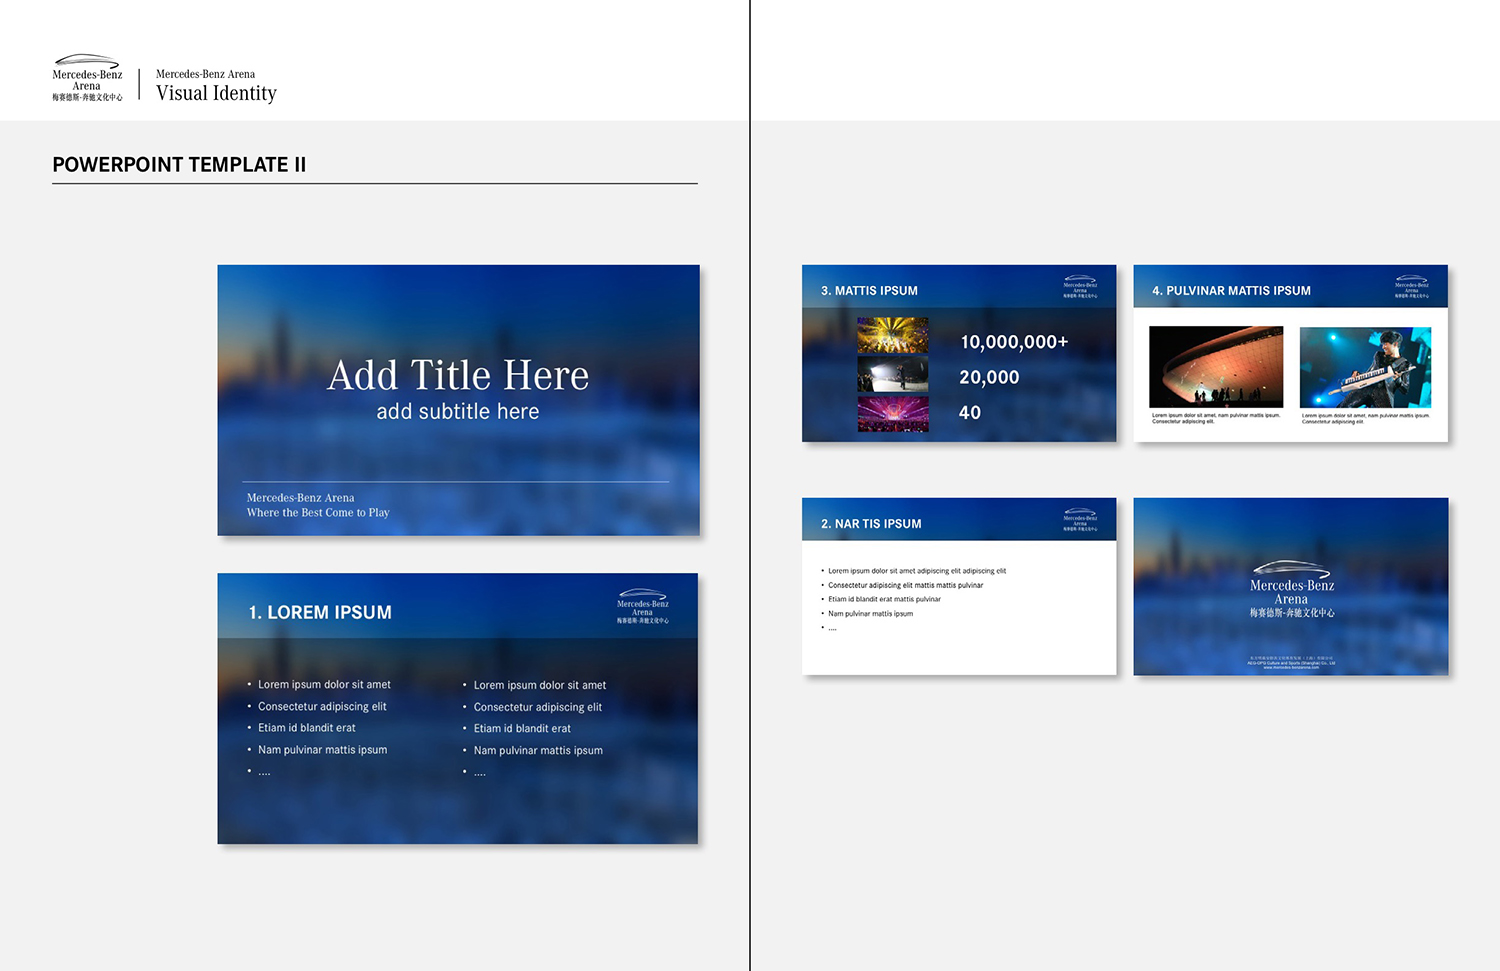 Mercedes-Benz
Arena
梅赛德斯-奔驰文化中心
Mercedes-Benz Arena
Visual Identity
POWERPOINT TEMPLATE II
Add Title Here
add subtitle here
Mercedes-Benz Arena
Where the Best Come to Play
1. LOREM IPSUM
Mercedes-Benz
Arena
梅赛德斯-奔驰文化中心
• Lorem ipsum dolor sit amet
• Consectetur adipiscing elit
• Etiam id blandit erat
• Nam pulvinar mattis ipsum
• ....
• Lorem ipsum dolor sit amet
• Consectetur adipiscing elit
• Etiam id blandit erat
• Nam pulvinar mattis ipsum
• ....
3. MATTIS IPSUM
Mercedes-Benz
Arena
梅赛德斯-奔驰文化中心
10,000,000+
20,000
40
4. PULVINAR MATTIS IPSUM
Mercedes-Benz
Arena
梅赛德斯-奔驰文化中心
Lorem ipsum dolor sit amet, nam pulvinar mattis ipsum.
Consectetur adipiscing elit.
Lorem ipsum dolor sit amet, nam pulvinar mattis ipsum.
Consectetur adipiscing elit.
2. NAR TIS IPSUM
Mercedes-Benz
Arena
梅赛德斯-奔驰文化中心
• Lorem ipsum dolor sit amet adipiscing elit adipiscing elit
• Consectetur adipiscing elit mattis mattis pulvinar
• Etiam id blandit erat mattis pulvinar
• Nam pulvinar mattis ipsum
• ....
Mercedes-Benz
Arena
梅赛德斯-奔驰文化中心
AEG-OPG Culture and Sports (Shanghai) Co., Ltd
www.mercedes-benzarena.com